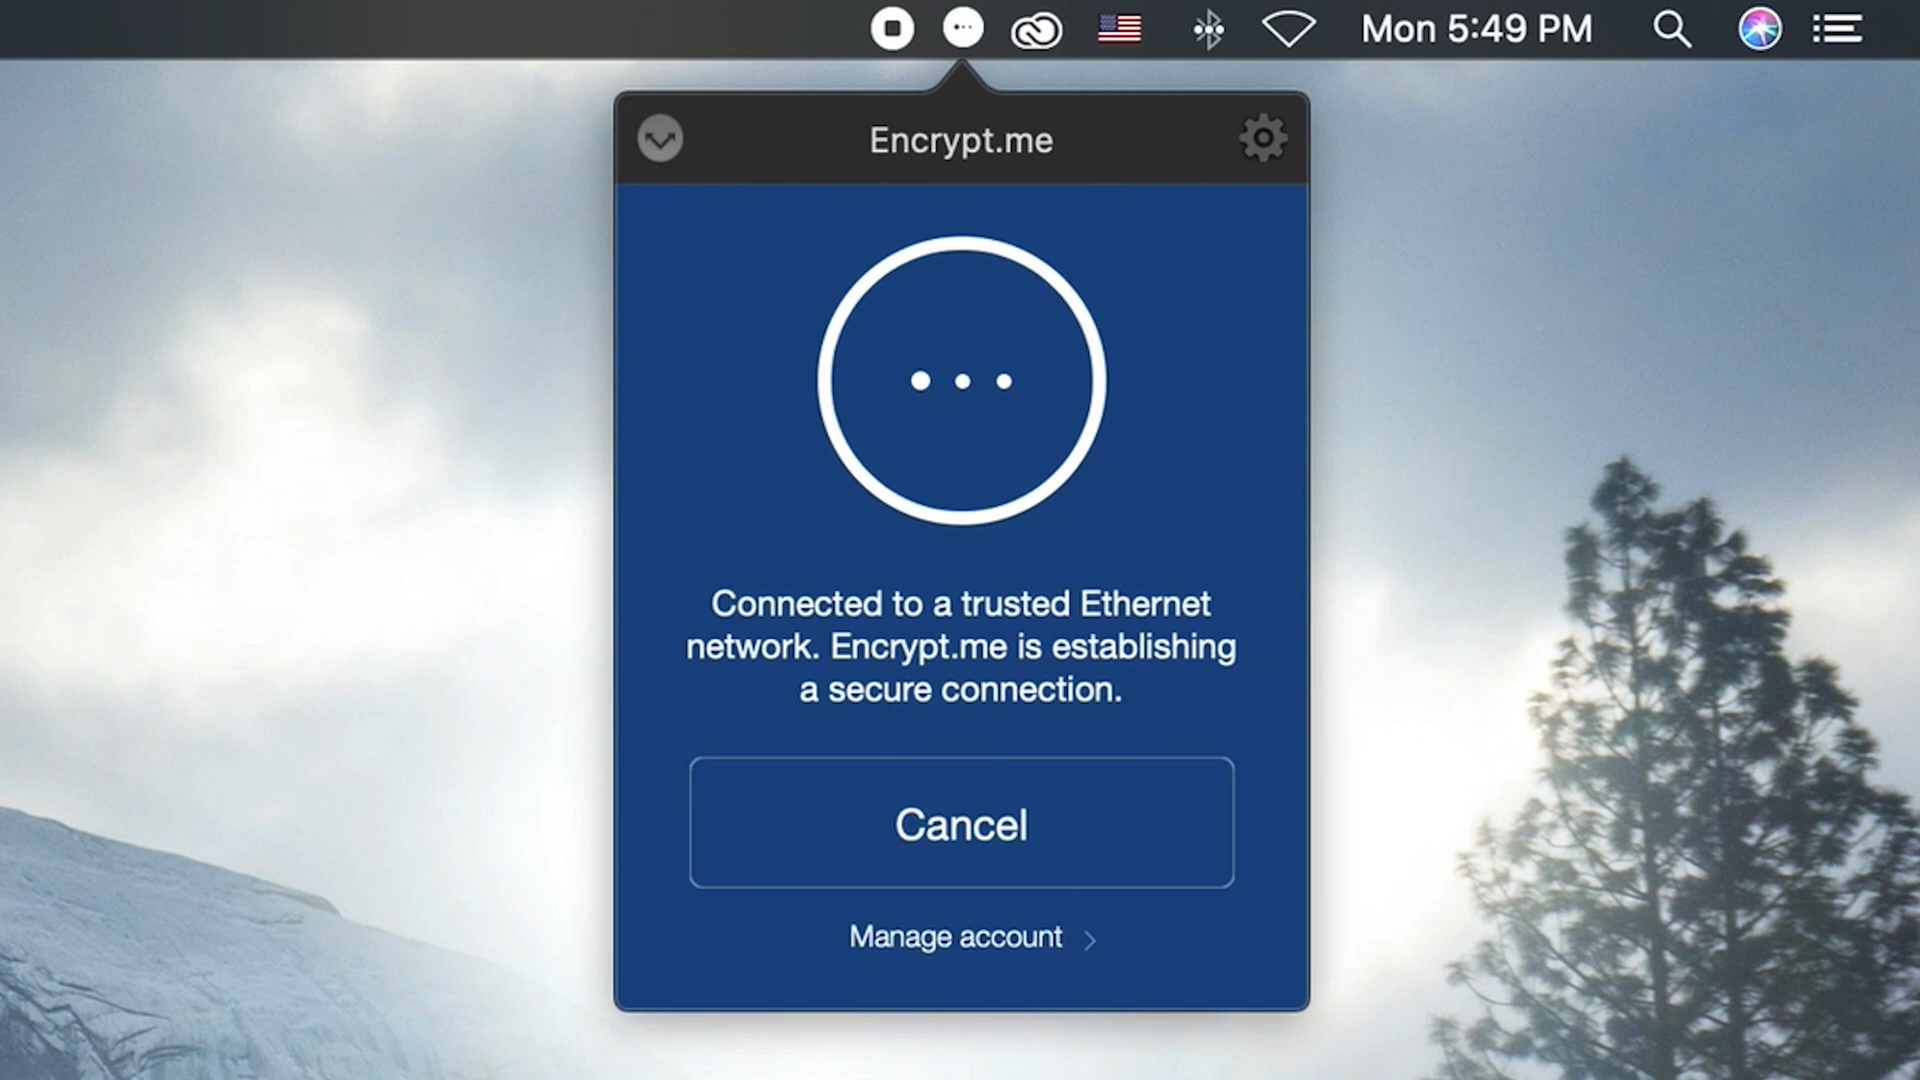 Mon 5:49 PM
Encrypt.me
Connected to a trusted Ethernet
network. Encrypt.me is establishing
a secure connection.
Cancel
Manage account